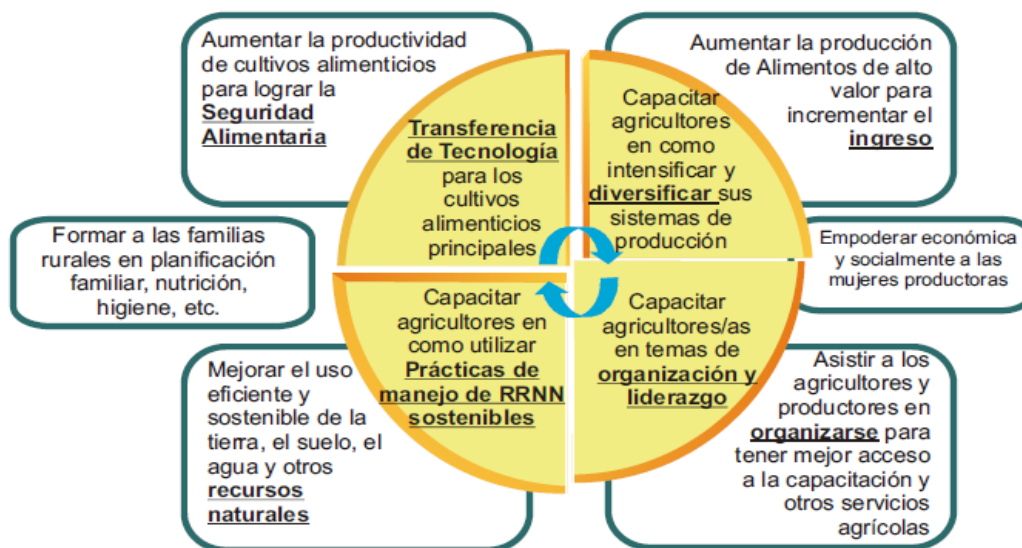 Aumentar la productividad
de cultivos alimenticios
para lograr la
Seguridad
Alimentaria
Transferencia
de Tecnología
para los
cultivos
alimenticios
principales
Capacitar
agricultores
en como
intensificar y
diversificar sus
sistemas de
producción
Aumentar la producción
de Alimentos de alto
valor para
incrementar el
ingreso
Formar a las familias
rurales en planificación
familiar, nutrición,
higiene, etc.
Empoderar económica
y socialmente a las
mujeres productoras
Mejorar el uso
eficiente y
sostenible de la
tierra, el suelo, el
agua y otros
recursos
naturales
Capacitar
agricultores en
como utilizar
Prácticas de
manejo de RRNN
sostenibles
Capacitar
agricultores/as
en temas de
organización y
liderazgo
Asistir a los
agricultores y
productores en
organizarse para
tener mejor acceso
a la capacitación y
otros servicios
agrícolas